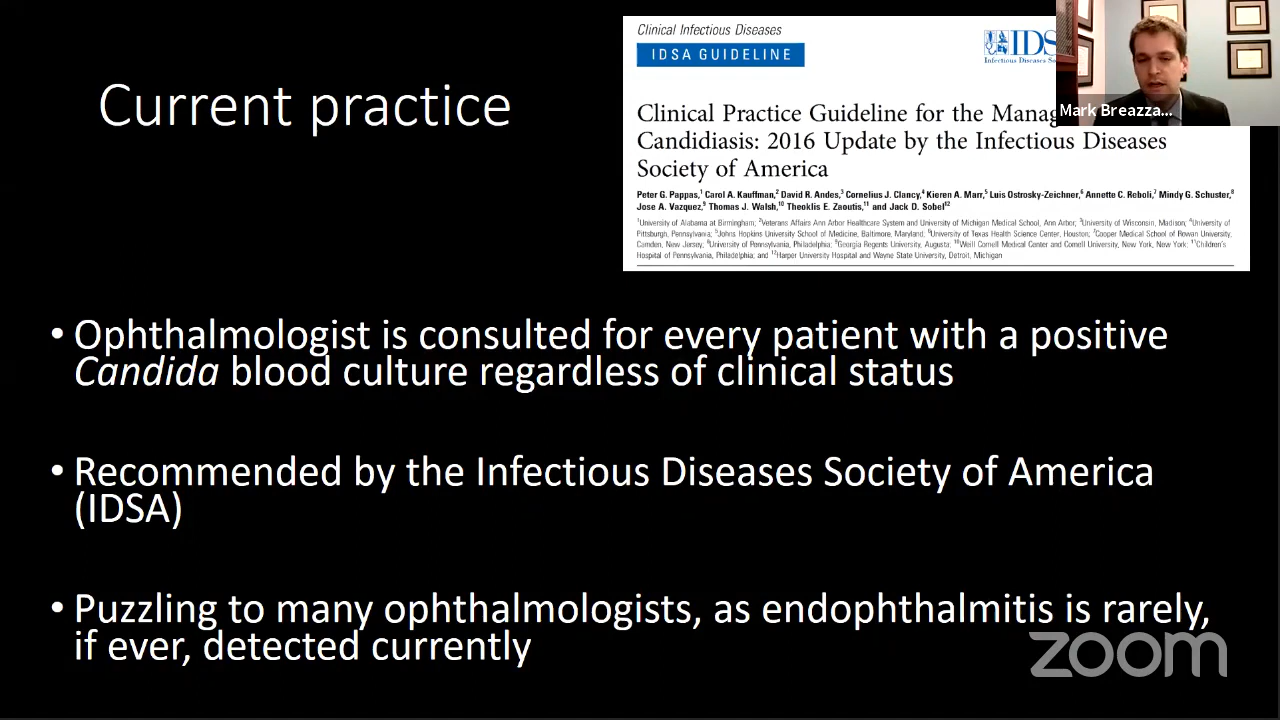 Current practice
Clinical Infectious Diseases
IDSA GUIDELINE
IDS
Infectious Diseases
Clinical Practice Guideline for the
Candidiasis: 2016 Update by the Infectious Diseases
Society of America
Peter G. Pappas,1 Carol A. Kauffman,2 David R. Andes,3 Cornelius J. Clancy,4 Kieren A. Marr,5 Luis Ostrosky-Zeichner,6 Annette C. Reboli,7 Mindy G. Schuster,8
Jose A. Vazquez,9 Thomas J. Walsh,10 Theoklis E. Zaoutis,11 and Jack D. Sobel12
1University of Alabama at Birmingham; 2Veterans Affairs Ann Arbor Healthcare System and University of Michigan Medical School, Ann Arbor; 3University of Wisconsin, Madison; 4University of
Pittsburgh, Pennsylvania; 5Johns Hopkins University School of Medicine, Baltimore, Maryland; 6University of Texas Health Science Center, Houston; 7Cooper Medical School of Rowan University,
Camden, New Jersey; 8University of Pennsylvania, Philadelphia; 9Georgia Regents University, Augusta; 10Weill Cornell Medical Center and Cornell University, New York, New York; 11Children's
Hospital of Pennsylvania, Philadelphia; and 12Harper University Hospital and Wayne State University, Detroit, Michigan
Mark Breazza...
• Ophthalmologist is consulted for every patient with a positive
Candida blood culture regardless of clinical status
• Recommended by the Infectious Diseases Society of America
(IDSA)
• Puzzling to many ophthalmologists, as endophthalmitis is rarely,
if ever, detected currently
zoom